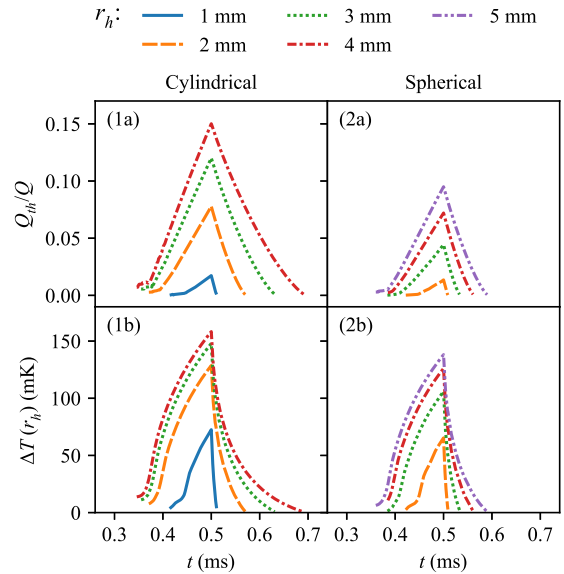 r_h: 1 mm 3 mm 5 mm
2 mm 4 mm
Cylindrical Spherical
(1a) (2a)
Q_th/Q
0.15
0.10
0.05
0.00
(1b) (2b)
ΔT(r_h) (mK)
150
100
50
0
0.3 0.4 0.5 0.6 0.7 0.3 0.4 0.5 0.6 0.7
t (ms) t (ms)